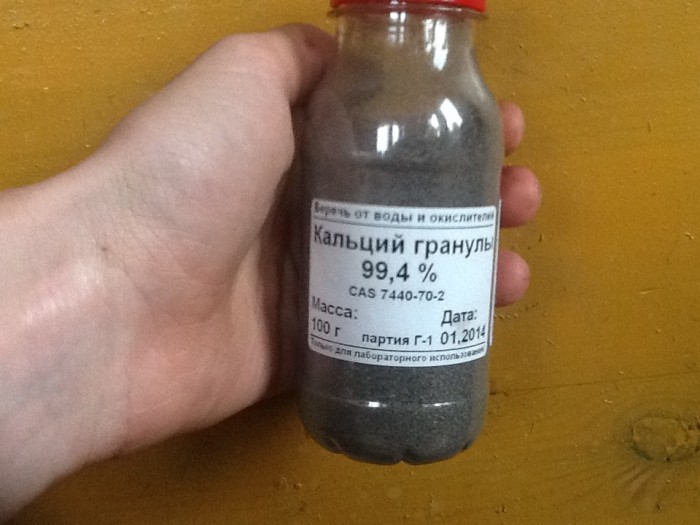 Беречь от воды и окислителей
Кальций гранулы
99,4 %
CAS 7440-70-2
Масса: Дата:
100 г партия Г-1 01,2014
Только для лабораторного использования